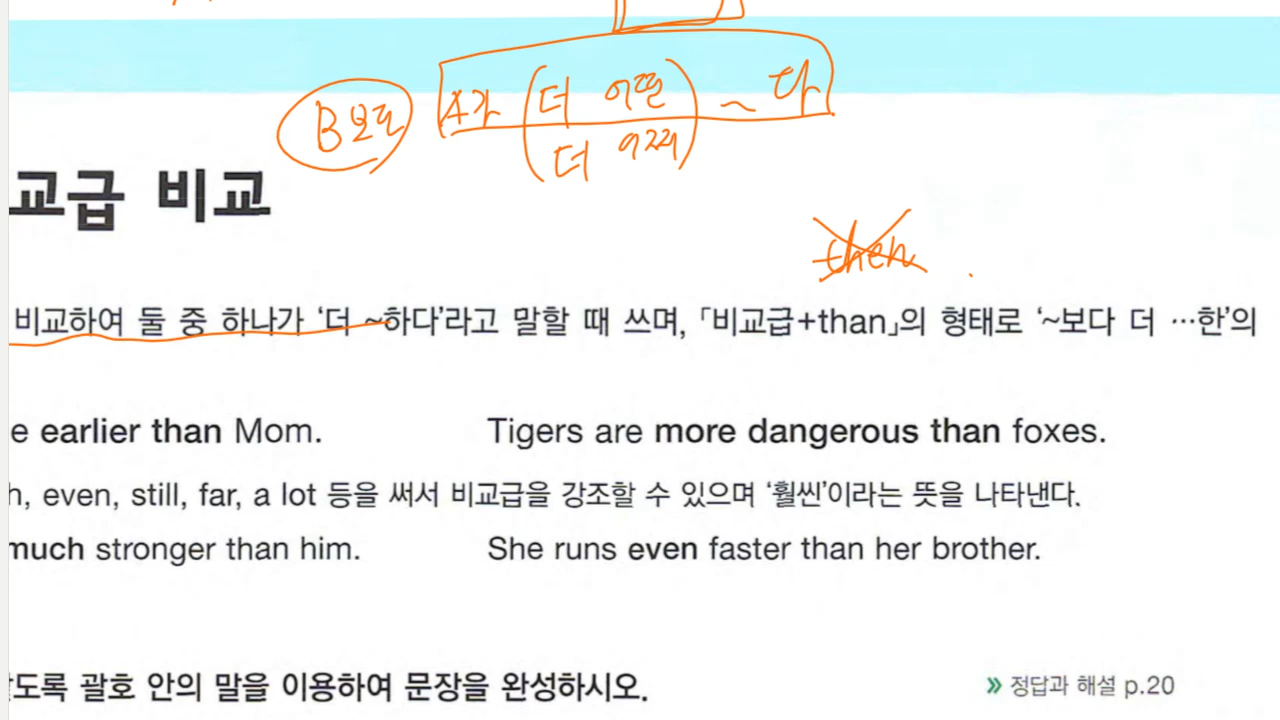 A가 (더 어떤) ~ 다
B보다
더 어찌
교급 비교
then
비교하여 둘 중 하나가 ‘더 ~하다’라고 말할 때 쓰며, 「비교급+than」의 형태로 ‘~보다 더 …한’의
e earlier than Mom. Tigers are more dangerous than foxes.
h, even, still, far, a lot 등을 써서 비교급을 강조할 수 있으며 ‘훨씬’이라는 뜻을 나타낸다.
much stronger than him. She runs even faster than her brother.
도록 괄호 안의 말을 이용하여 문장을 완성하시오. » 정답과 해설 p.20